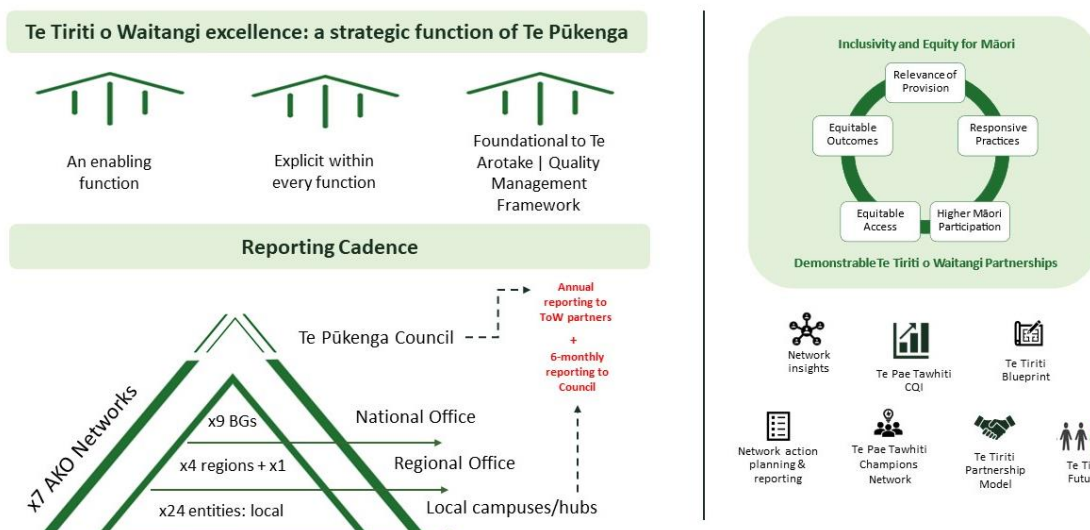 Te Tiriti o Waitangi excellence: a strategic function of Te Pūkenga
An enabling
function
Explicit within
every function
Foundational to Te
Arotake | Quality
Management
Framework
Reporting Cadence
Annual
reporting to
ToW partners
+
6-monthly
reporting to
Council
Te Pūkenga Council
x7 AKO Networks
x9 BGs
National Office
x4 regions + x1
Regional Office
x24 entities: local
Local campuses/hubs
Inclusivity and Equity for Māori
Relevance of
Provision
Equitable
Outcomes
Responsive
Practices
Equitable
Access
Higher Māori
Participation
Demonstrable Te Tiriti o Waitangi Partnerships
Network
insights
Te Pae Tawhiti
CQI
Te Tiriti
Blueprint
Network action
planning &
reporting
Te Pae Tawhiti
Champions
Network
Te Tiriti
Partnership
Model
Te Ti
Futu